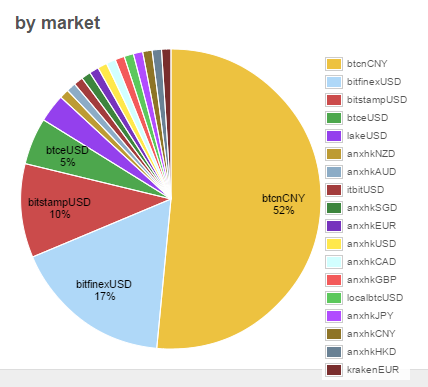 by market
btcnCNY
52%
bitfinexUSD
17%
bitstampUSD
10%
btceUSD
5%
btcnCNY
bitfinexUSD
bitstampUSD
btceUSD
lakeUSD
anxhkNZD
anxhkAUD
itbitUSD
anxhkSGD
anxhkEUR
anxhkUSD
anxhkCAD
anxhkGBP
localbtcUSD
anxhkJPY
anxhkCNY
anxhkHKD
krakenEUR